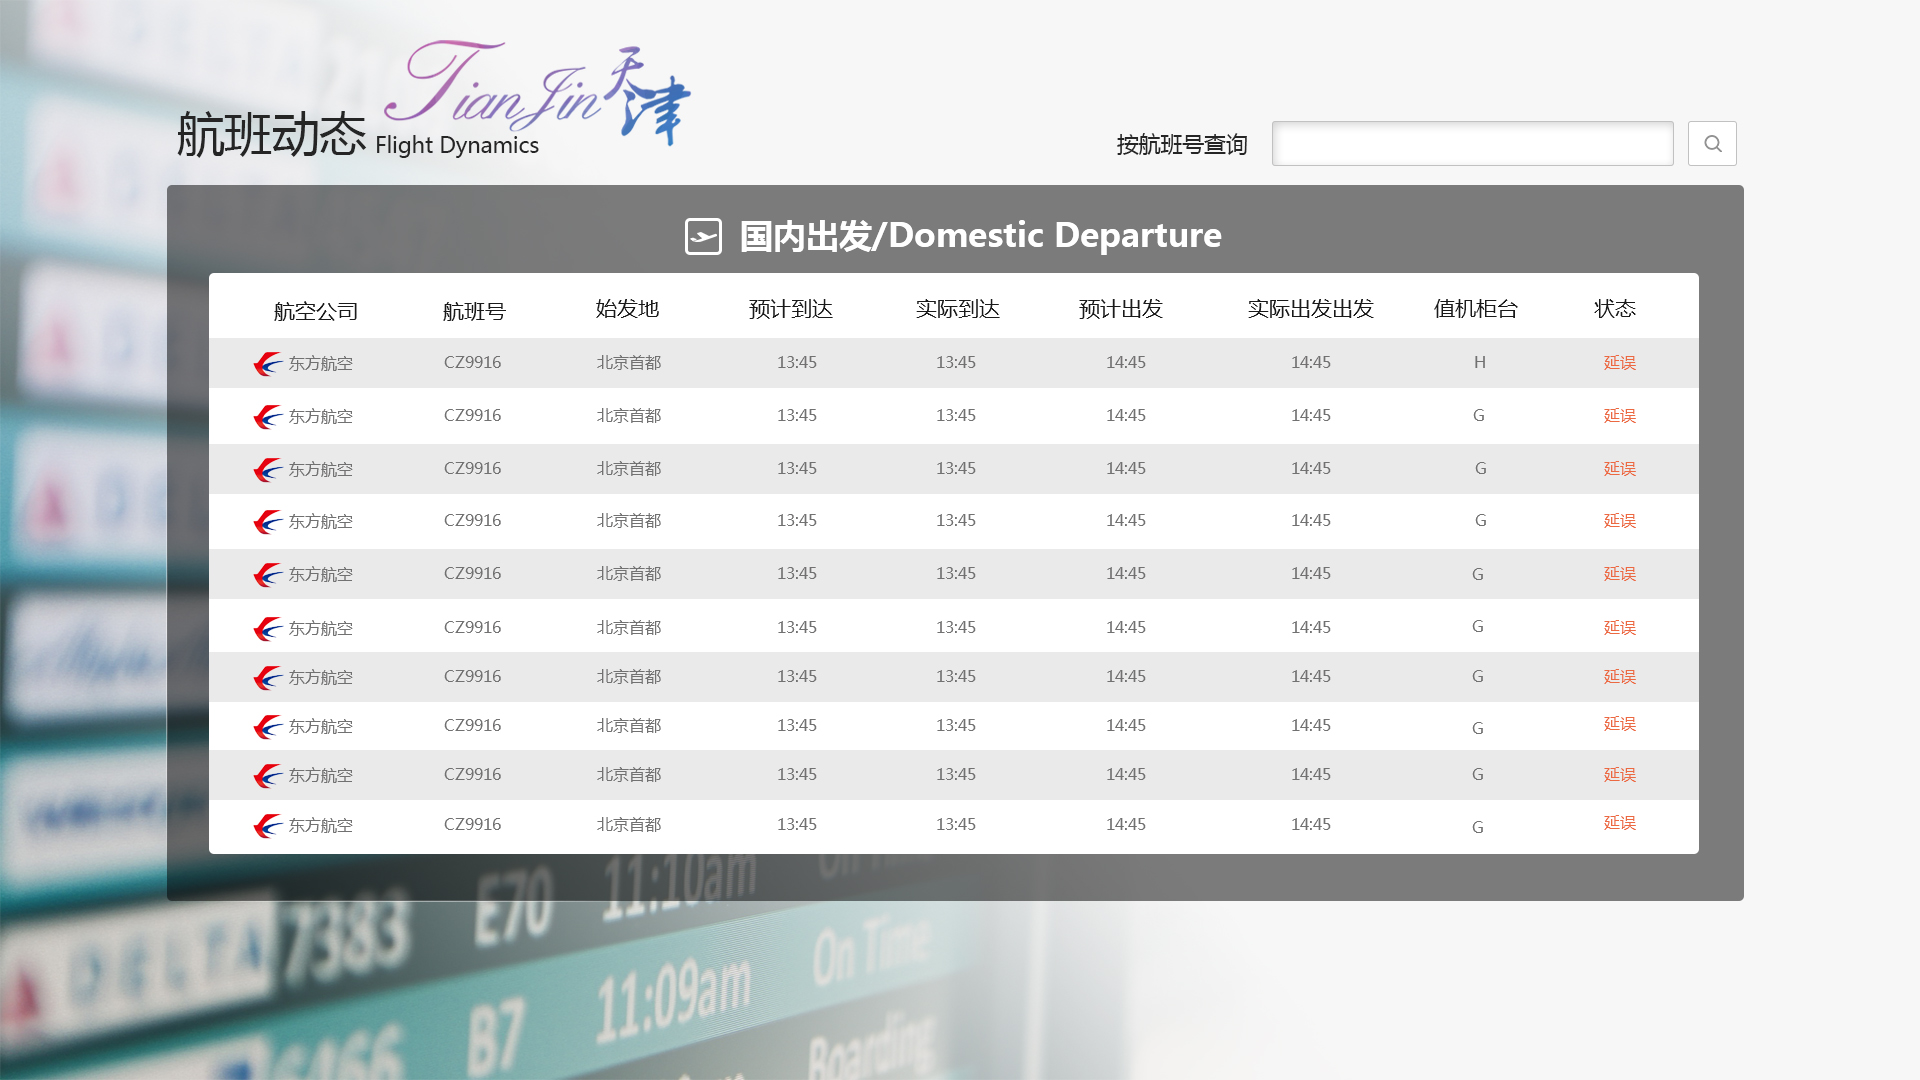 TianJin天津
航班动态 Flight Dynamics
按航班号查询
国内出发/Domestic Departure
航空公司 航班号 始发地 预计到达 实际到达 预计出发 实际出发出发 值机柜台 状态
东方航空 CZ9916 北京首都 13:45 13:45 14:45 14:45 H 延误
东方航空 CZ9916 北京首都 13:45 13:45 14:45 14:45 G 延误
东方航空 CZ9916 北京首都 13:45 13:45 14:45 14:45 G 延误
东方航空 CZ9916 北京首都 13:45 13:45 14:45 14:45 G 延误
东方航空 CZ9916 北京首都 13:45 13:45 14:45 14:45 G 延误
东方航空 CZ9916 北京首都 13:45 13:45 14:45 14:45 G 延误
东方航空 CZ9916 北京首都 13:45 13:45 14:45 14:45 G 延误
东方航空 CZ9916 北京首都 13:45 13:45 14:45 14:45 G 延误
东方航空 CZ9916 北京首都 13:45 13:45 14:45 14:45 G 延误
东方航空 CZ9916 北京首都 13:45 13:45 14:45 14:45 G 延误
E70 11:10am On Time
DELTA 7383 B7 11:09am On Time
6466 Boarding